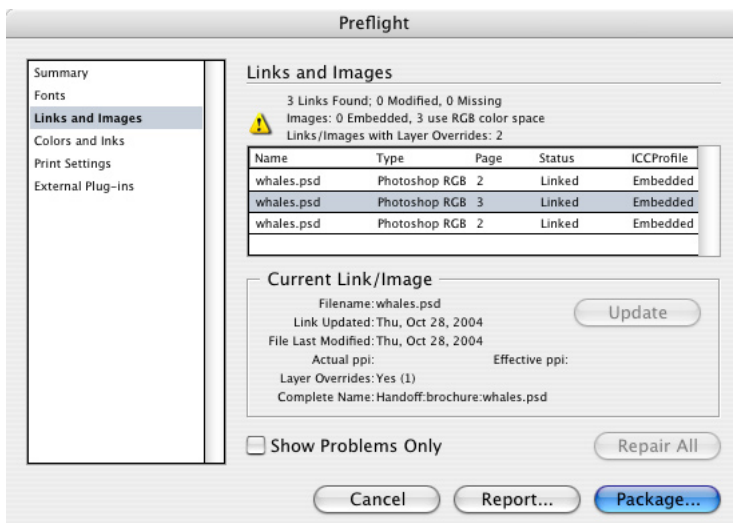 Preflight
Summary
Fonts
Links and Images
Colors and Inks
Print Settings
External Plug-ins
Links and Images
3 Links Found; 0 Modified, 0 Missing
Images: 0 Embedded, 3 use RGB color space
Links/Images with Layer Overrides: 2
Name Type Page Status ICCProfile
whales.psd Photoshop RGB 2 Linked Embedded
whales.psd Photoshop RGB 3 Linked Embedded
whales.psd Photoshop RGB 2 Linked Embedded
Current Link/Image
Filename: whales.psd
Link Updated: Thu, Oct 28, 2004
File Last Modified: Thu, Oct 28, 2004
Actual ppi: Effective ppi:
Layer Overrides: Yes (1)
Complete Name: Handoff:brochure:whales.psd
Update
Show Problems Only
Repair All
Cancel Report... Package...